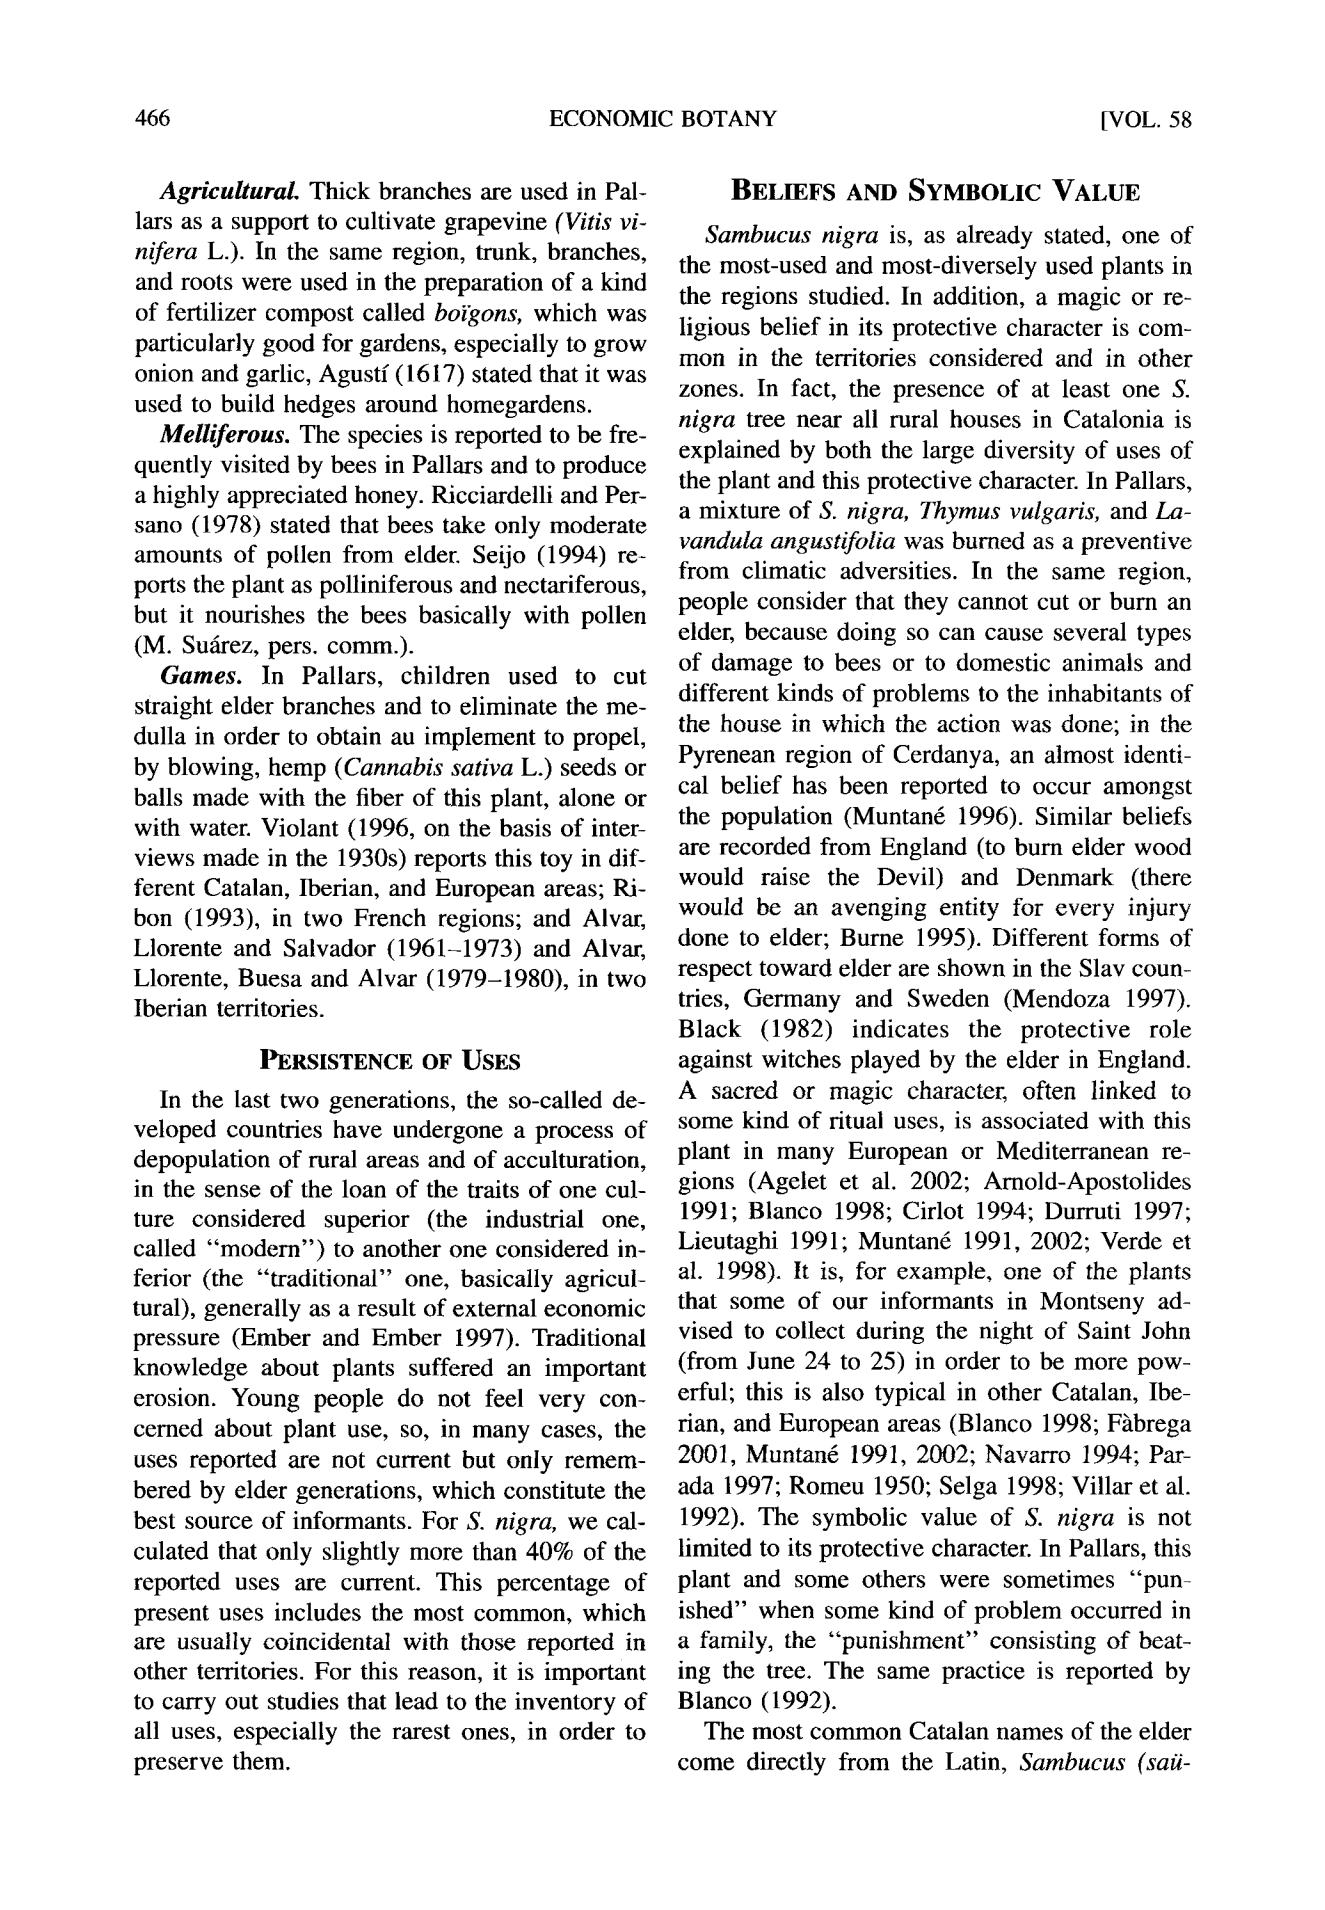 466
ECONOMIC BOTANY
[VOL. 58
Agricultural. Thick branches are used in Pal-
lars as a support to cultivate grapevine (Vitis vi-
nifera L.). In the same region, trunk, branches,
and roots were used in the preparation of a kind
of fertilizer compost called boïgons, which was
particularly good for gardens, especially to grow
onion and garlic, Agustí (1617) stated that it was
used to build hedges around homegardens.
Melliferous. The species is reported to be fre-
quently visited by bees in Pallars and to produce
a highly appreciated honey. Ricciardelli and Per-
sano (1978) stated that bees take only moderate
amounts of pollen from elder. Seijo (1994) re-
ports the plant as polliniferous and nectariferous,
but it nourishes the bees basically with pollen
(M. Suárez, pers. comm.).
Games. In Pallars, children used to cut
straight elder branches and to eliminate the me-
dulla in order to obtain au implement to propel,
by blowing, hemp (Cannabis sativa L.) seeds or
balls made with the fiber of this plant, alone or
with water. Violant (1996, on the basis of inter-
views made in the 1930s) reports this toy in dif-
ferent Catalan, Iberian, and European areas; Ri-
bon (1993), in two French regions; and Alvar,
Llorente and Salvador (1961–1973) and Alvar,
Llorente, Buesa and Alvar (1979–1980), in two
Iberian territories.
PERSISTENCE OF USES
In the last two generations, the so-called de-
veloped countries have undergone a process of
depopulation of rural areas and of acculturation,
in the sense of the loan of the traits of one cul-
ture considered superior (the industrial one,
called “modern”) to another one considered in-
ferior (the “traditional” one, basically agricul-
tural), generally as a result of external economic
pressure (Ember and Ember 1997). Traditional
knowledge about plants suffered an important
erosion. Young people do not feel very con-
cerned about plant use, so, in many cases, the
uses reported are not current but only remem-
bered by elder generations, which constitute the
best source of informants. For S. nigra, we cal-
culated that only slightly more than 40% of the
reported uses are current. This percentage of
present uses includes the most common, which
are usually coincidental with those reported in
other territories. For this reason, it is important
to carry out studies that lead to the inventory of
all uses, especially the rarest ones, in order to
preserve them.
BELIEFS AND SYMBOLIC VALUE
Sambucus nigra is, as already stated, one of
the most-used and most-diversely used plants in
the regions studied. In addition, a magic or re-
ligious belief in its protective character is com-
mon in the territories considered and in other
zones. In fact, the presence of at least one S.
nigra tree near all rural houses in Catalonia is
explained by both the large diversity of uses of
the plant and this protective character. In Pallars,
a mixture of S. nigra, Thymus vulgaris, and La-
vandula angustifolia was burned as a preventive
from climatic adversities. In the same region,
people consider that they cannot cut or burn an
elder, because doing so can cause several types
of damage to bees or to domestic animals and
different kinds of problems to the inhabitants of
the house in which the action was done; in the
Pyrenean region of Cerdanya, an almost identi-
cal belief has been reported to occur amongst
the population (Muntané 1996). Similar beliefs
are recorded from England (to burn elder wood
would raise the Devil) and Denmark (there
would be an avenging entity for every injury
done to elder; Burne 1995). Different forms of
respect toward elder are shown in the Slav coun-
tries, Germany and Sweden (Mendoza 1997).
Black (1982) indicates the protective role
against witches played by the elder in England.
A sacred or magic character, often linked to
some kind of ritual uses, is associated with this
plant in many European or Mediterranean re-
gions (Agelet et al. 2002; Arnold-Apostolides
1991; Blanco 1998; Cirlot 1994; Durruti 1997;
Lieutaghi 1991; Muntané 1991, 2002; Verde et
al. 1998). It is, for example, one of the plants
that some of our informants in Montseny ad-
vised to collect during the night of Saint John
(from June 24 to 25) in order to be more pow-
erful; this is also typical in other Catalan, Ibe-
rian, and European areas (Blanco 1998; Fàbrega
2001, Muntané 1991, 2002; Navarro 1994; Par-
ada 1997; Romeu 1950; Selga 1998; Villar et al.
1992). The symbolic value of S. nigra is not
limited to its protective character. In Pallars, this
plant and some others were sometimes “pun-
ished” when some kind of problem occurred in
a family, the “punishment” consisting of beat-
ing the tree. The same practice is reported by
Blanco (1992).
The most common Catalan names of the elder
come directly from the Latin, Sambucus (saü-